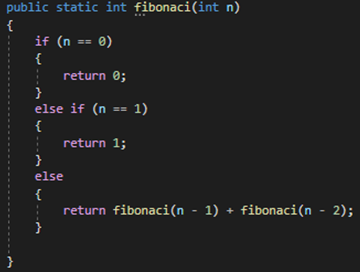 public static int fibonaci(int n)
{
    if (n == 0)
    {
        return 0;
    }
    else if (n == 1)
    {
        return 1;
    }
    else
    {
        return fibonaci(n - 1) + fibonaci(n - 2);
    }
}